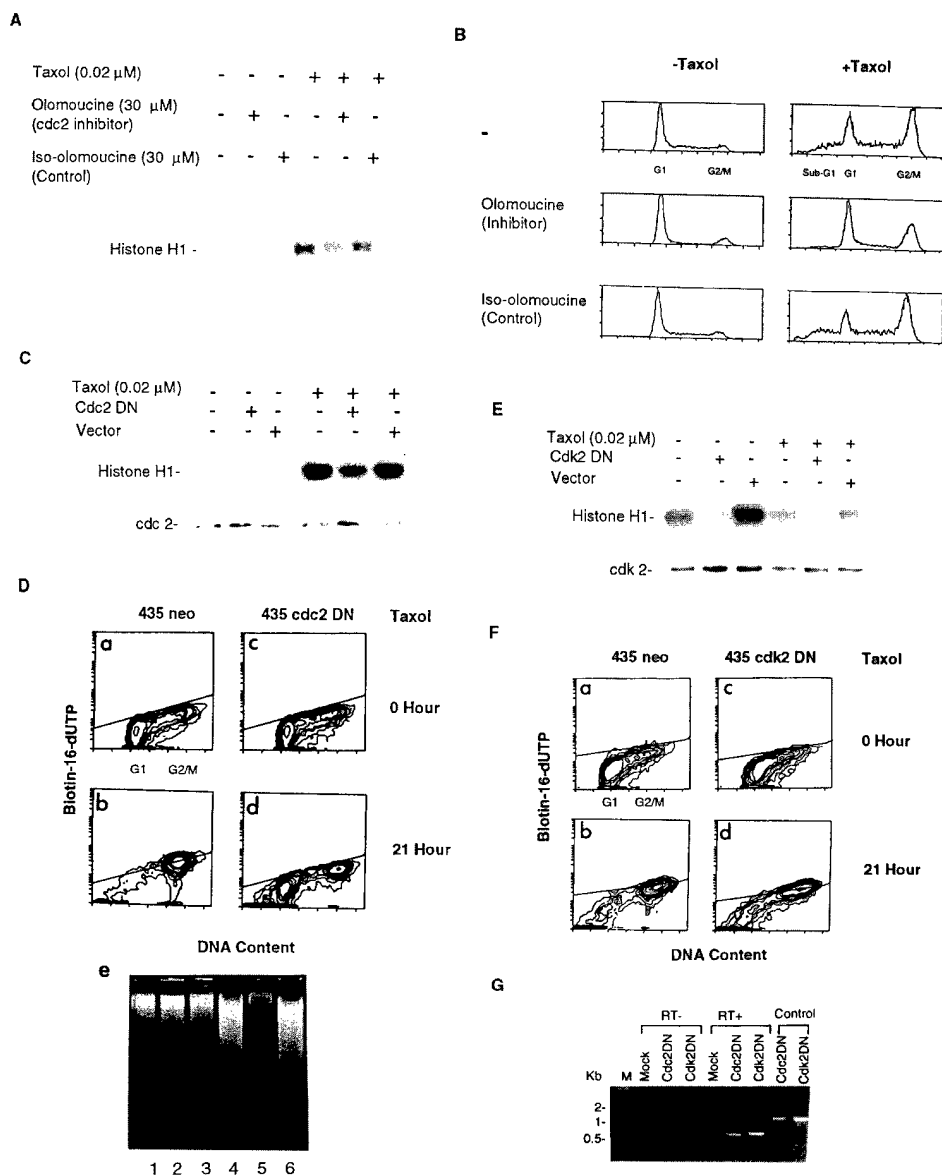 A
Taxol (0.02 µM) - - - + + +
Olomoucine (30 µM) - + - - + -
(cdc2 inhibitor)
Iso-olomoucine (30 µM) - - + - - +
(Control)
Histone H1 -
B
-Taxol +Taxol
-
G1 G2/M Sub-G1 G1 G2/M
Olomoucine
(Inhibitor)
Iso-olomoucine
(Control)
C
Taxol (0.02 µM) - - - + + +
Cdc2 DN - + - - + -
Vector - - + - - +
Histone H1-
cdc 2-
E
Taxol (0.02 µM) - - - + + +
Cdk2 DN - + - - + -
Vector - - + - - +
Histone H1-
cdk 2-
D
435 neo 435 cdc2 DN Taxol
a c
0 Hour
G1 G2/M
b d
21 Hour
Biotin-16-dUTP
DNA Content
e
1 2 3 4 5 6
F
435 neo 435 cdk2 DN Taxol
a c
0 Hour
G1 G2/M
b d
21 Hour
Biotin-16-dUTP
DNA Content
G
RT- RT+ Control
Kb M Mock Cdc2DN Cdk2DN Mock Cdc2DN Cdk2DN Cdc2DN Cdk2DN
2-
1-
0.5-